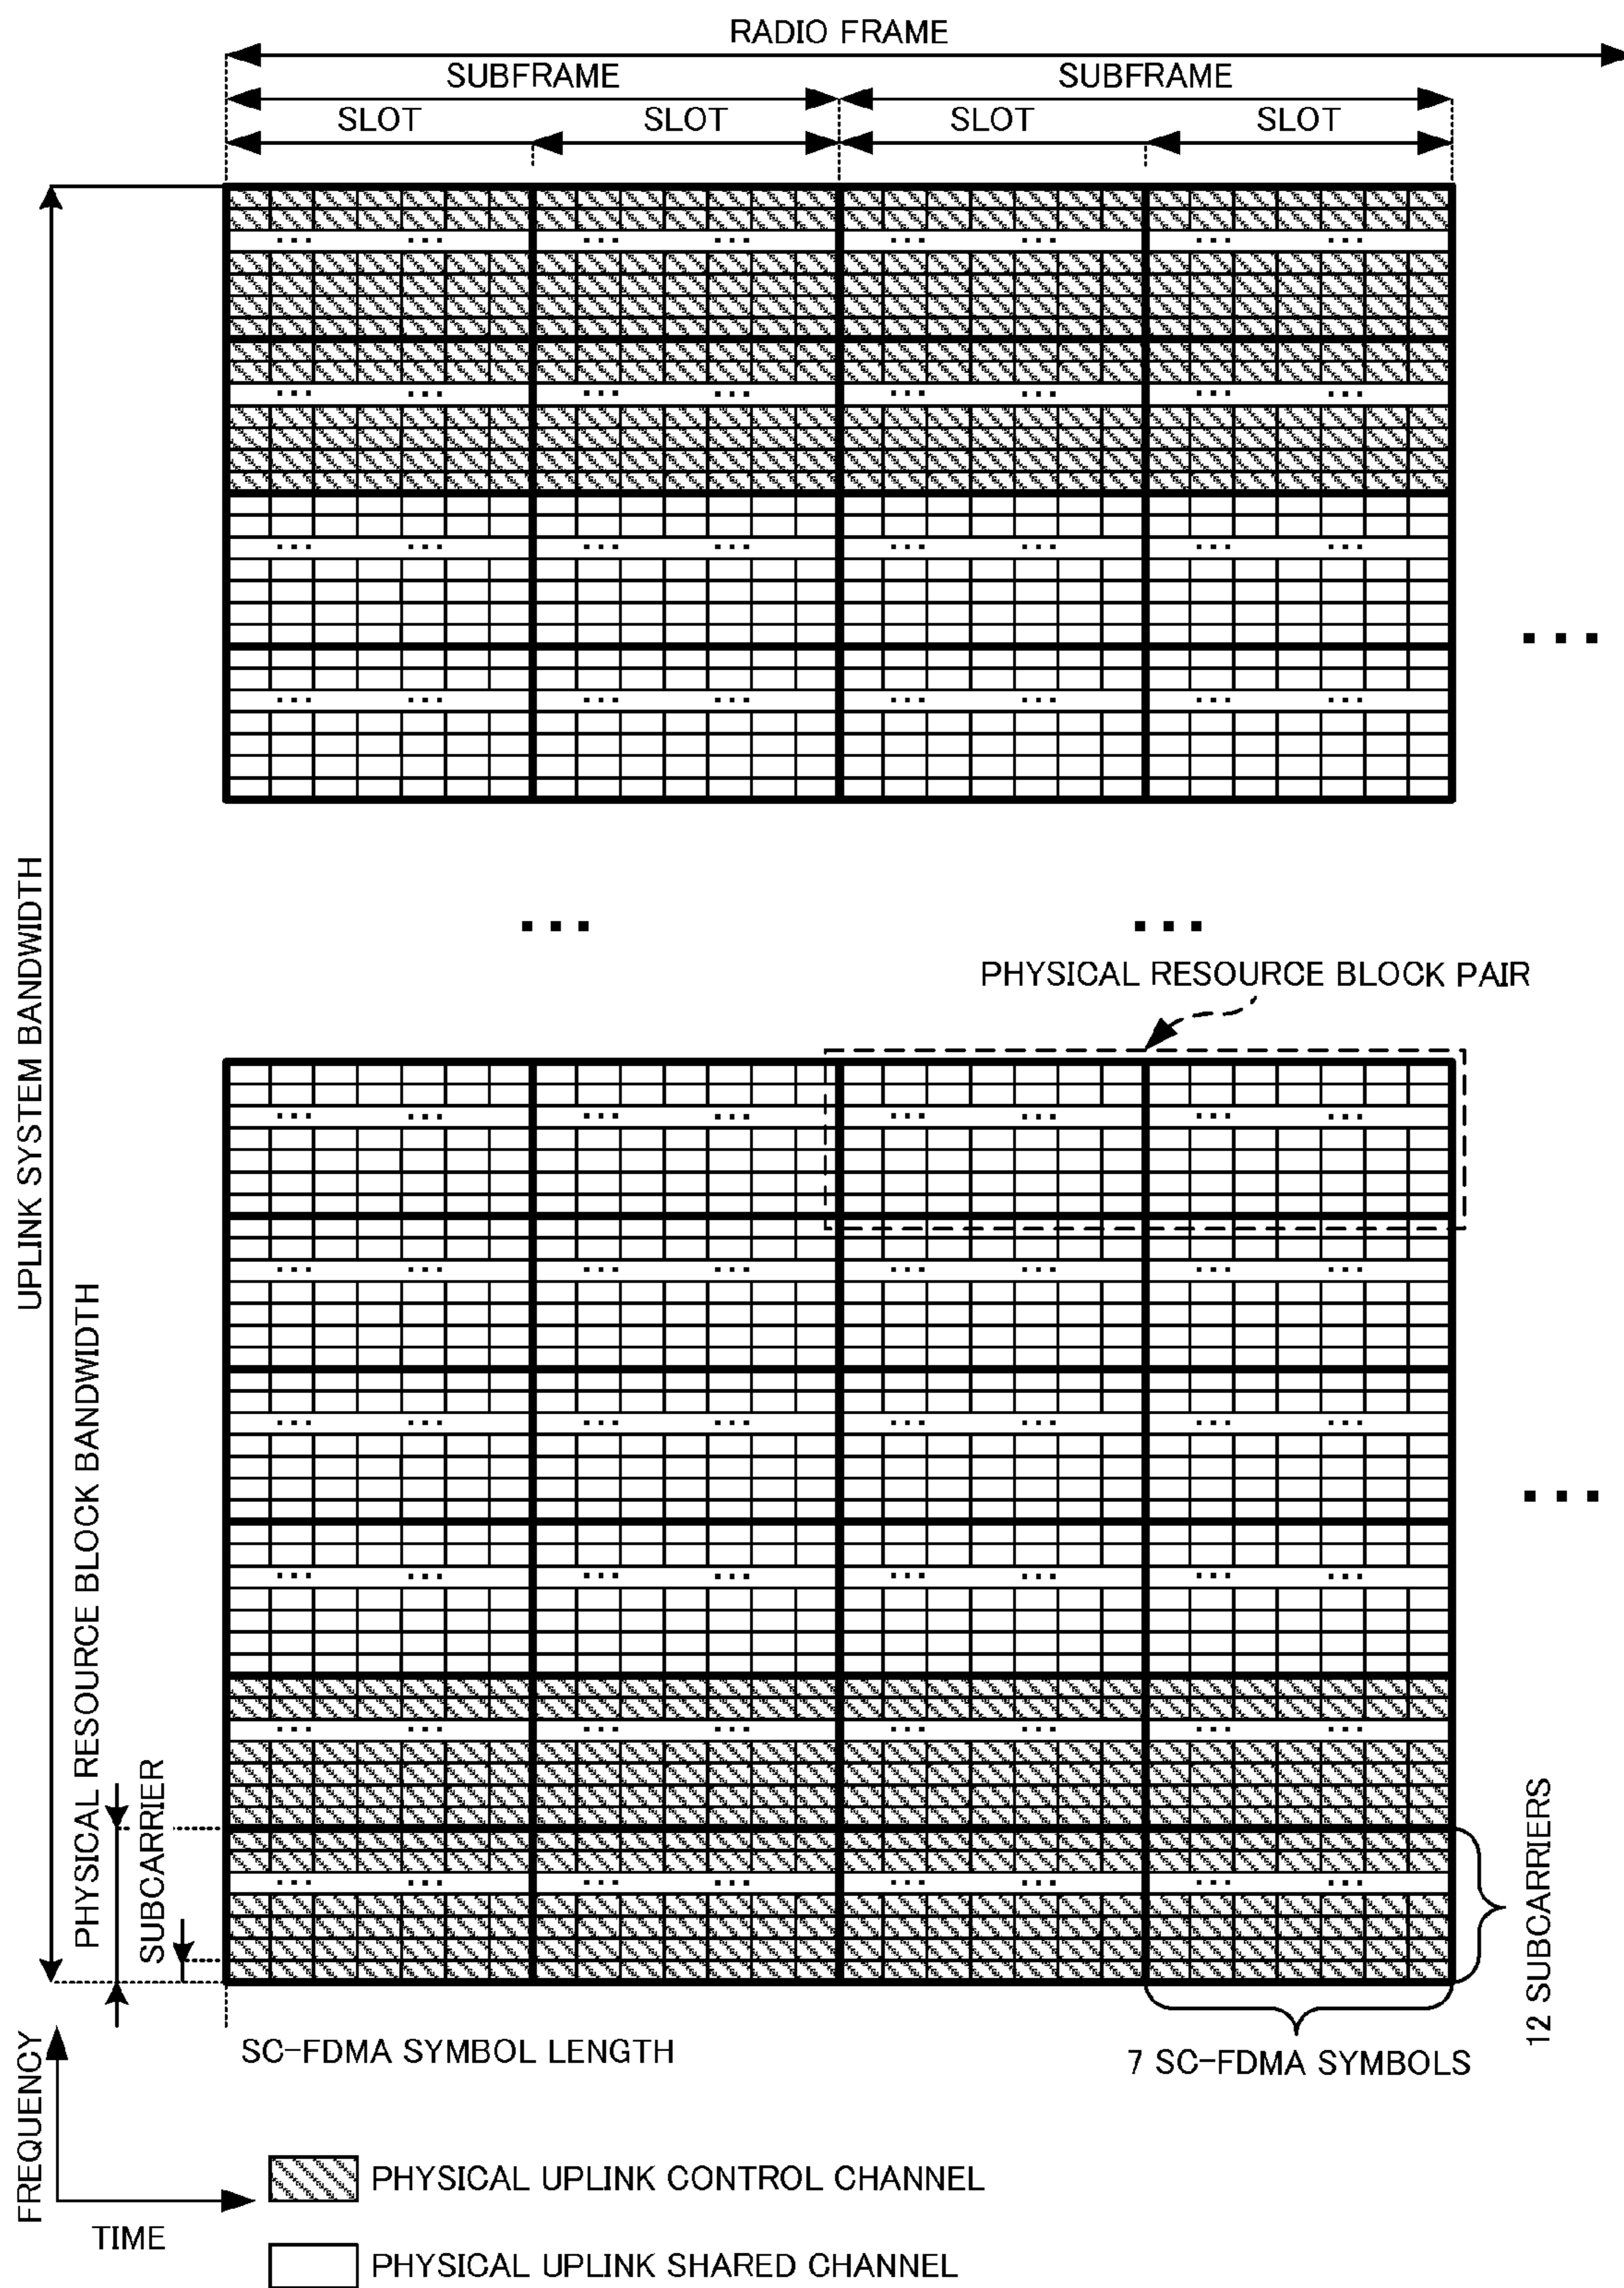 RADIO FRAME
SUBFRAME SUBFRAME
SLOT SLOT SLOT SLOT
UPLINK SYSTEM BANDWIDTH
PHYSICAL RESOURCE BLOCK PAIR
PHYSICAL RESOURCE BLOCK BANDWIDTH
SUBCARRIER
12 SUBCARRIERS
SC-FDMA SYMBOL LENGTH
7 SC-FDMA SYMBOLS
FREQUENCY
TIME
PHYSICAL UPLINK CONTROL CHANNEL
PHYSICAL UPLINK SHARED CHANNEL